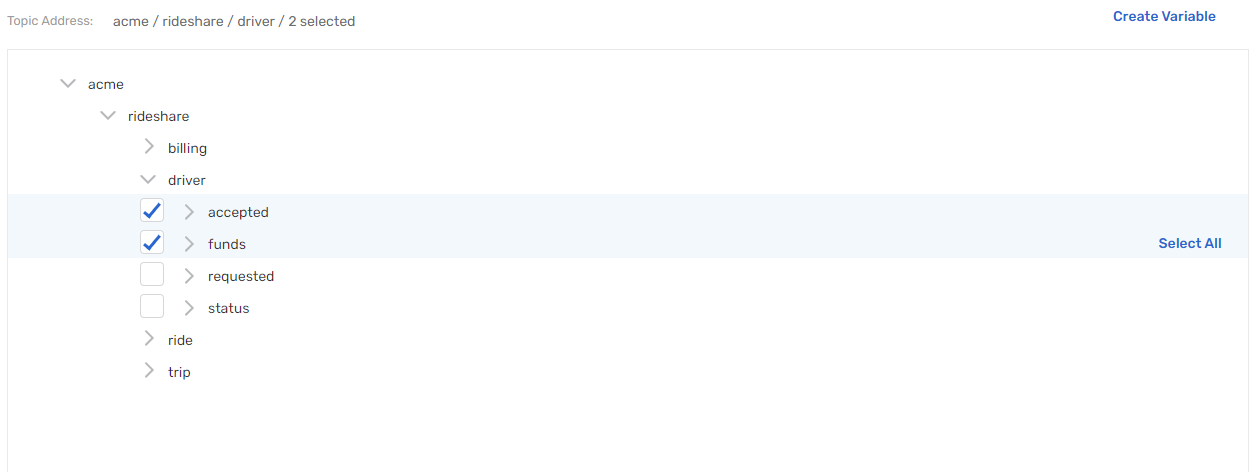 Topic Address: acme / rideshare / driver / 2 selected Create Variable
acme
rideshare
billing
driver
accepted
funds Select All
requested
status
ride
trip